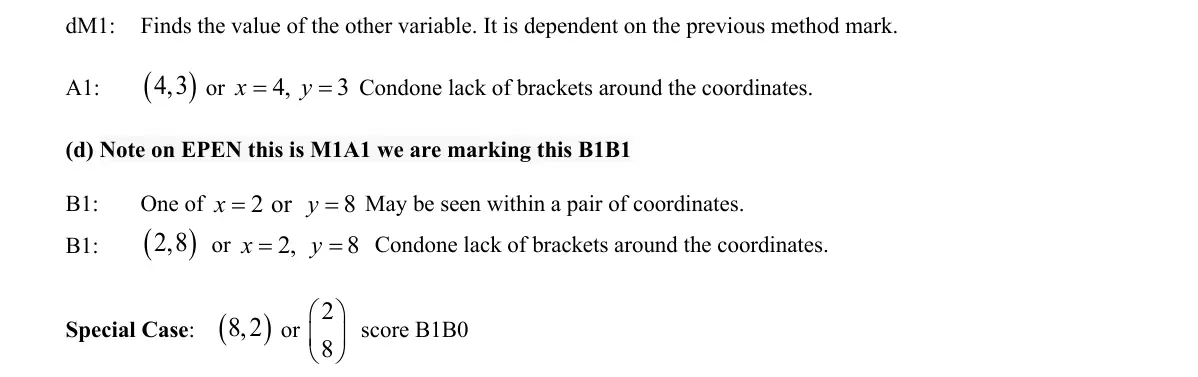 dM1: Finds the value of the other variable. It is dependent on the previous method mark.
A1: (4,3) or x = 4, y = 3 Condone lack of brackets around the coordinates.
(d) Note on EPEN this is M1A1 we are marking this B1B1
B1: One of x = 2 or y = 8 May be seen within a pair of coordinates.
B1: (2,8) or x = 2, y = 8 Condone lack of brackets around the coordinates.
Special Case: (8,2) or (2 8) score B1B0